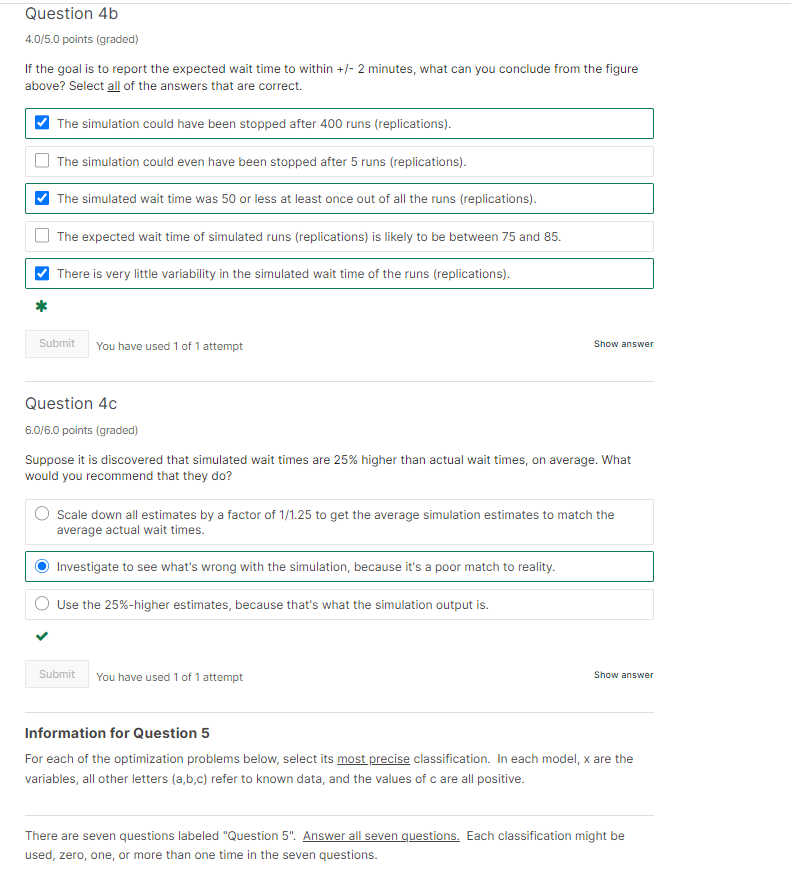 Question 4b
4.0/5.0 points (graded)
If the goal is to report the expected wait time to within +/- 2 minutes, what can you conclude from the figure
above? Select all of the answers that are correct.
The simulation could have been stopped after 400 runs (replications).
The simulation could even have been stopped after 5 runs (replications).
The simulated wait time was 50 or less at least once out of all the runs (replications).
The expected wait time of simulated runs (replications) is likely to be between 75 and 85.
There is very little variability in the simulated wait time of the runs (replications).
Submit You have used 1 of 1 attempt Show answer
Question 4c
6.0/6.0 points (graded)
Suppose it is discovered that simulated wait times are 25% higher than actual wait times, on average. What
would you recommend that they do?
Scale down all estimates by a factor of 1/1.25 to get the average simulation estimates to match the
average actual wait times.
Investigate to see what's wrong with the simulation, because it's a poor match to reality.
Use the 25%-higher estimates, because that's what the simulation output is.
Submit You have used 1 of 1 attempt Show answer
Information for Question 5
For each of the optimization problems below, select its most precise classification. In each model, x are the
variables, all other letters (a,b,c) refer to known data, and the values of c are all positive.
There are seven questions labeled "Question 5". Answer all seven questions. Each classification might be
used, zero, one, or more than one time in the seven questions.